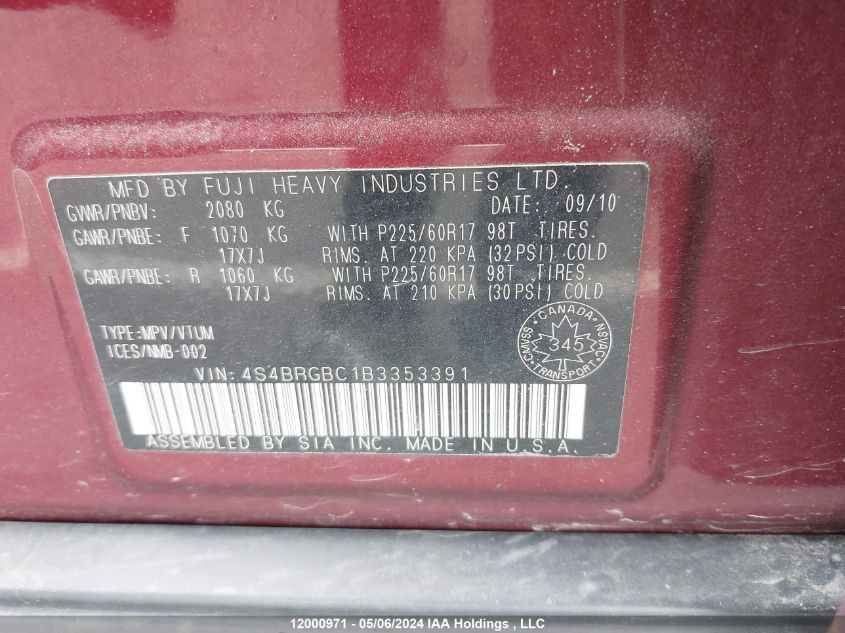 MFD BY FUJI HEAVY INDUSTRIES LTD.
GVWR/PNBV: 2080 KG DATE: 09/10
GAWR/PNBE: F 1070 KG WITH P225/60R17 98T TIRES.
17X7J RIMS. AT 220 KPA (32PSI) COLD
GAWR/PNBE: R 1060 KG WITH P225/60R17 98T TIRES.
17X7J RIMS. AT 210 KPA (30PSI) COLD
TYPE:MPV/VTUM
ICES/NMB-002
CANADA
CMVSS
345
NSVAC
VIN:4S4BRGBC1B3353391
ASSEMBLED BY SIA INC. MADE IN U.S.A.
12000971 - 05/06/2024 IAA Holdings , LLC